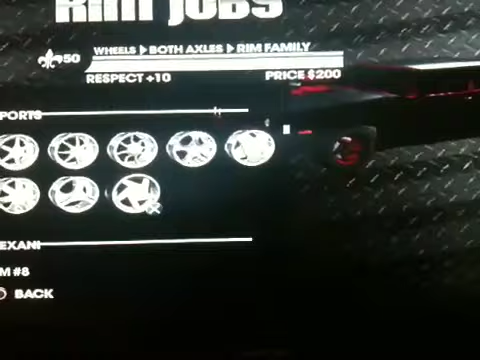 RIM JOBS
50
WHEELS ▶ BOTH AXLES ▶ RIM FAMILY
RESPECT +10 PRICE $200
PORTS
EXANI
M #8
BACK